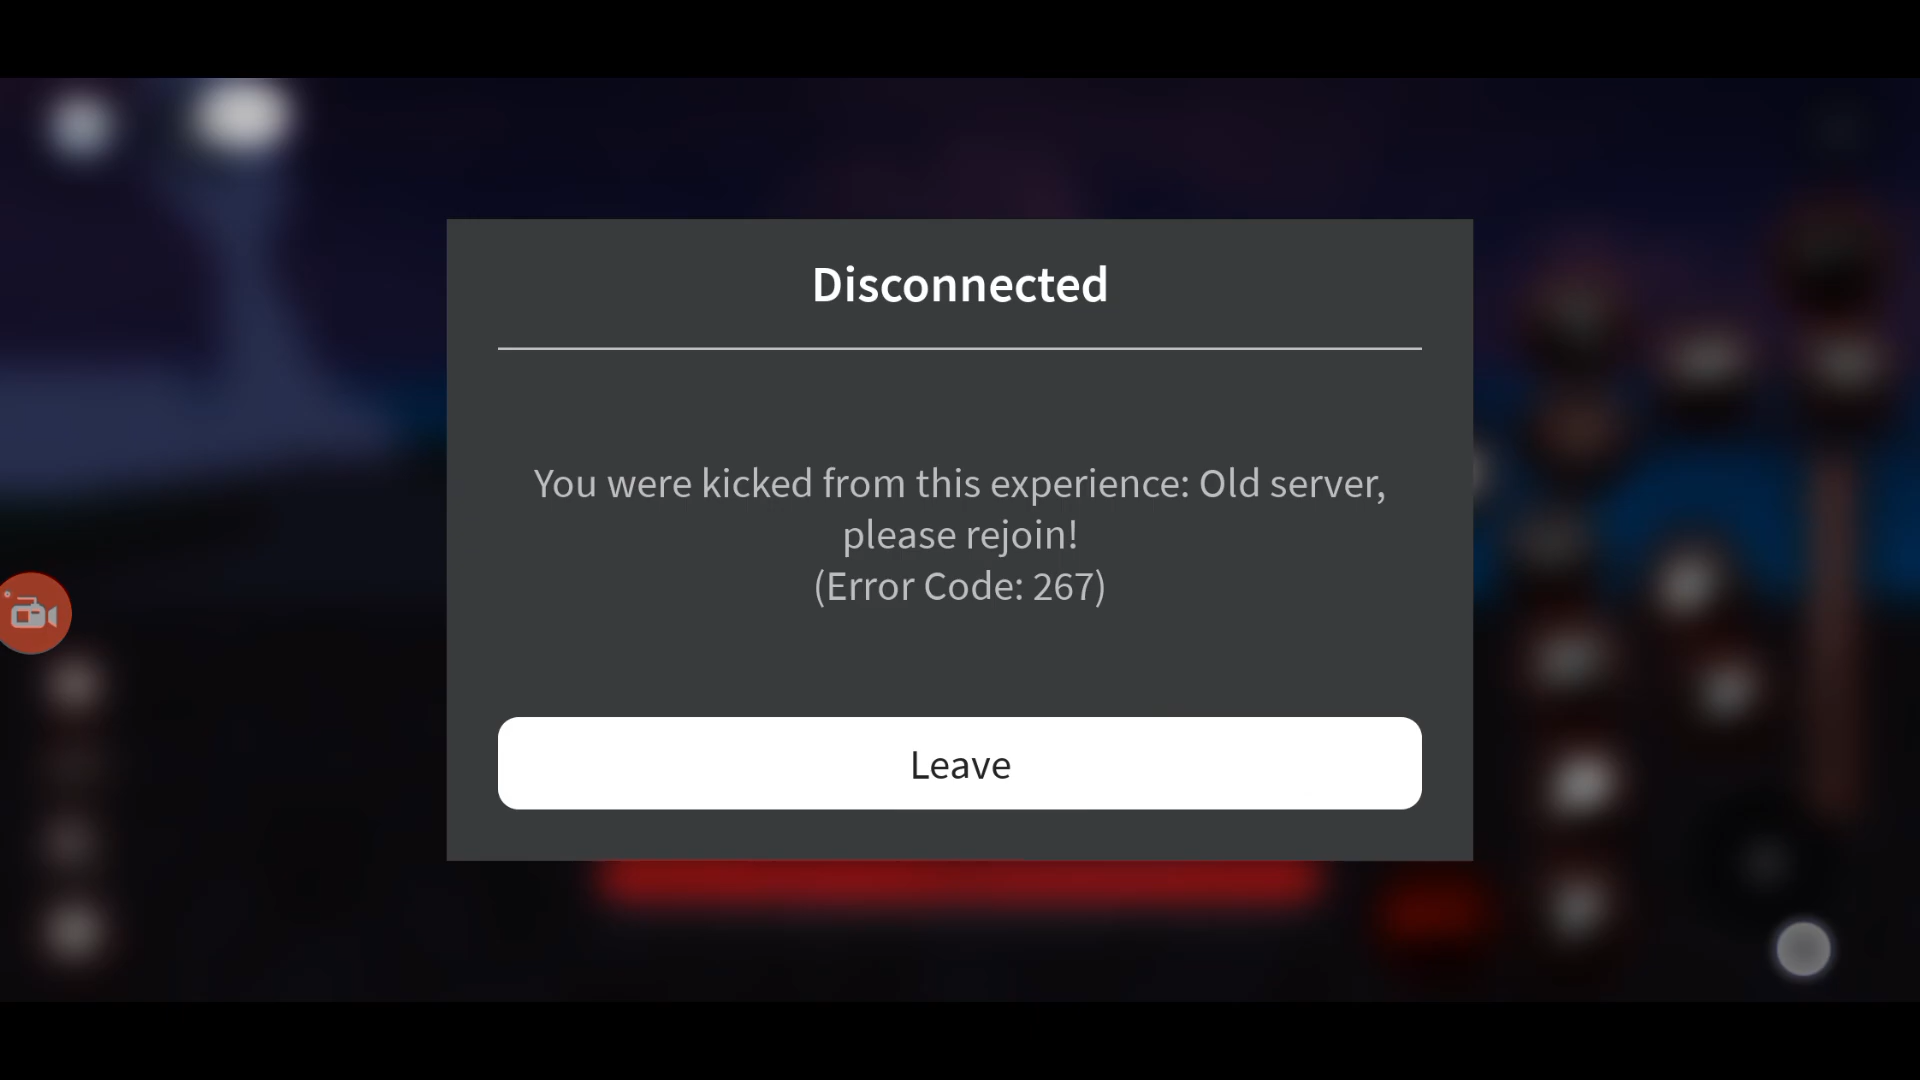 Disconnected
You were kicked from this experience: Old server,
please rejoin!
(Error Code: 267)
Leave